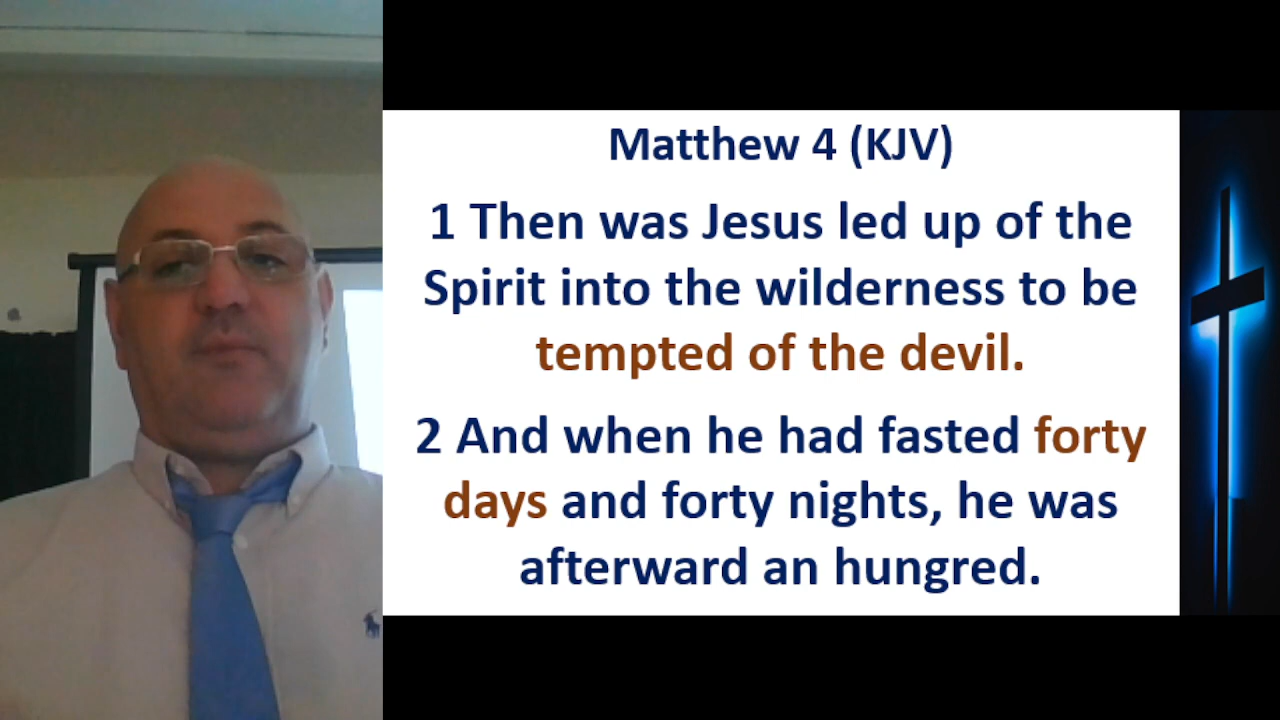 Matthew 4 (KJV)
1 Then was Jesus led up of the
Spirit into the wilderness to be
tempted of the devil.
2 And when he had fasted forty
days and forty nights, he was
afterward an hungred.